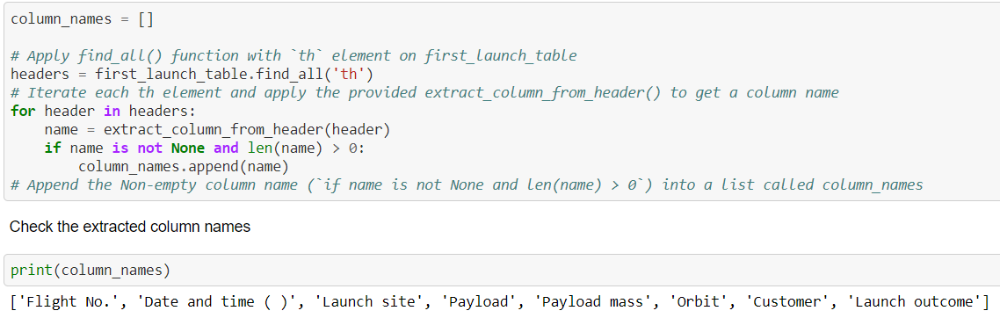 column_names = []
# Apply find_all() function with `th` element on first_launch_table
headers = first_launch_table.find_all('th')
# Iterate each th element and apply the provided extract_column_from_header() to get a column name
for header in headers:
    name = extract_column_from_header(header)
    if name is not None and len(name) > 0:
        column_names.append(name)
# Append the Non-empty column name (`if name is not None and len(name) > 0`) into a list called column_names
Check the extracted column names
print(column_names)
['Flight No.', 'Date and time ( )', 'Launch site', 'Payload', 'Payload mass', 'Orbit', 'Customer', 'Launch outcome']